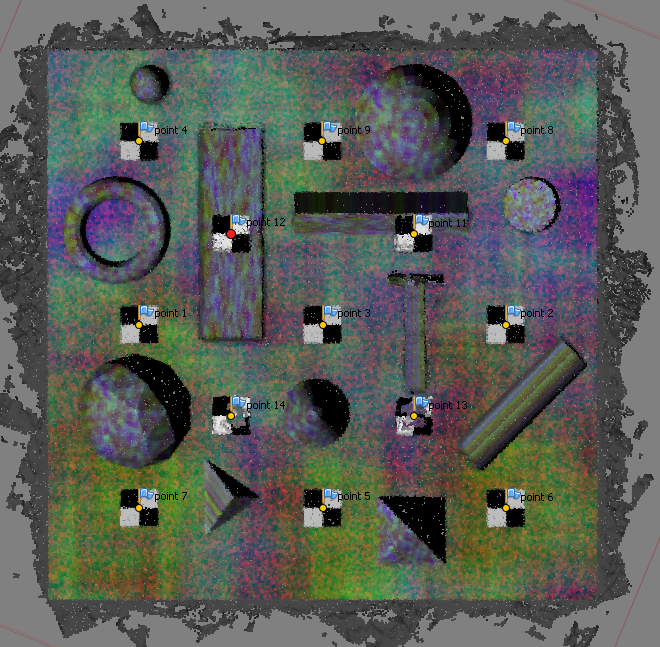 point 4
point 9
point 8
point 12
point 11
point 1
point 3
point 2
point 14
point 13
point 7
point 5
point 6